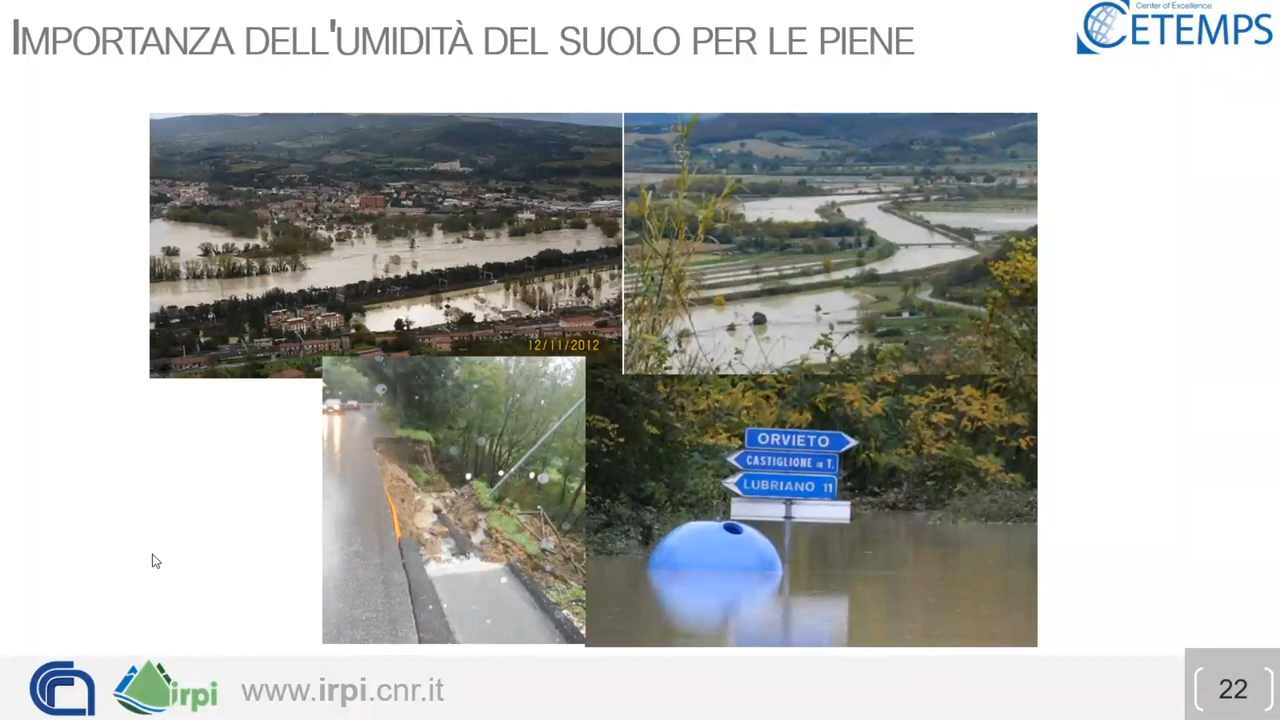 IMPORTANZA DELL'UMIDITÀ DEL SUOLO PER LE PIENE
Center of Excellence
CETEMPS
12/11/2012
ORVIETO
CASTIGLIONE IN T.
LUBRIANO 11
irpi
www.irpi.cnr.it
22